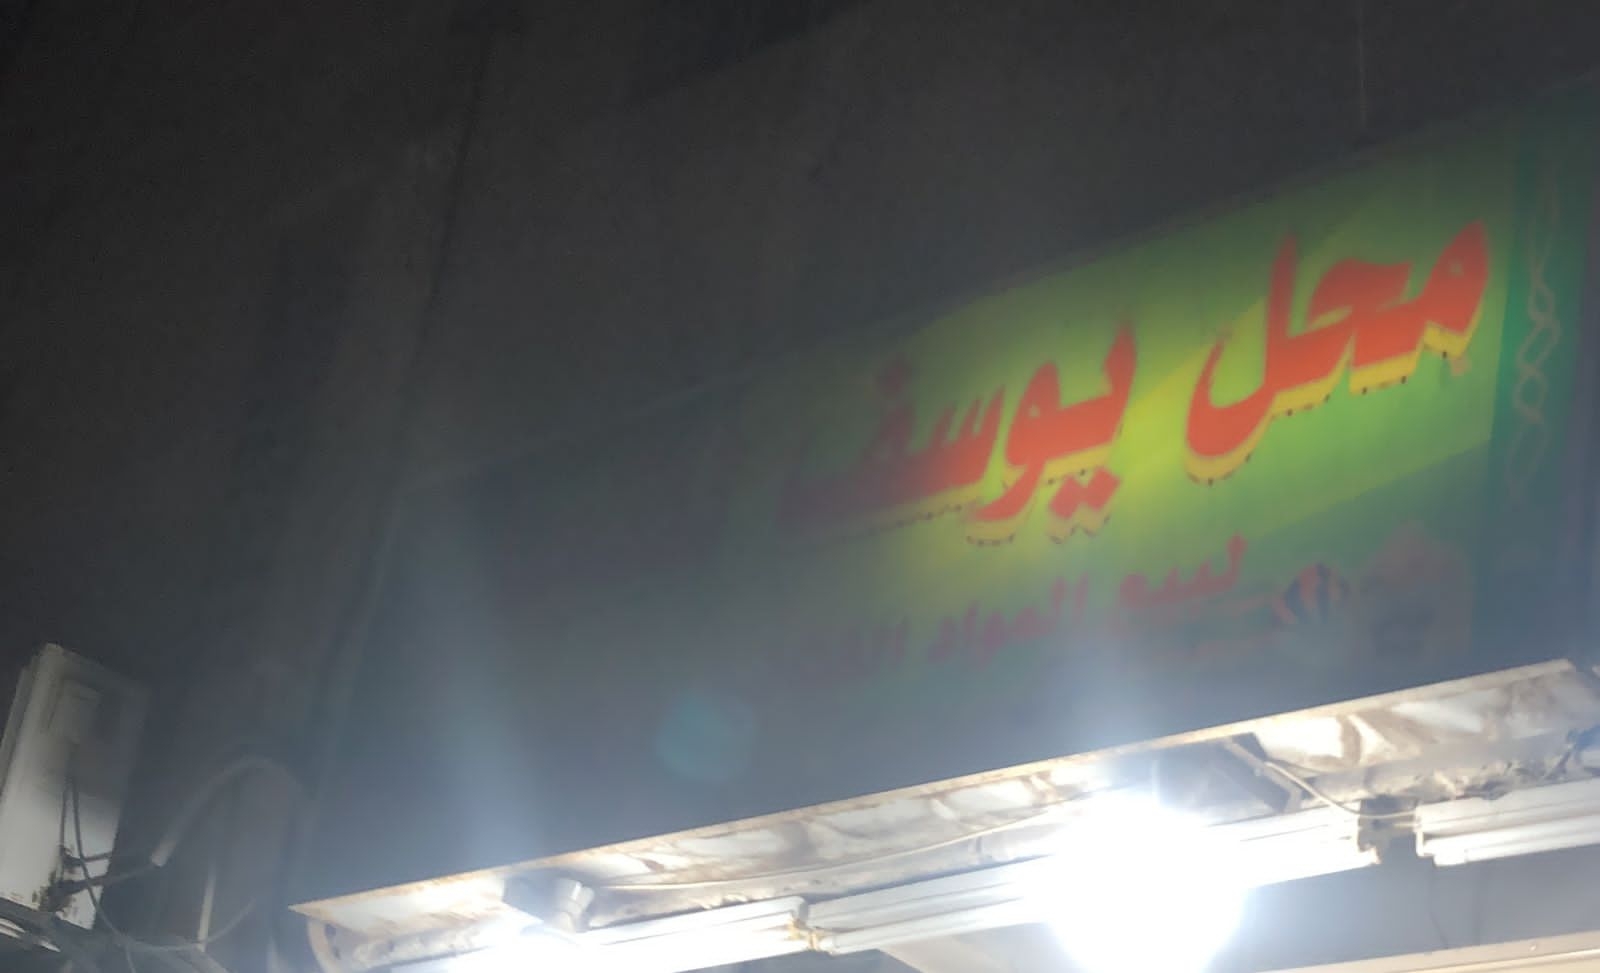 محل يوسف
لبيع المواد